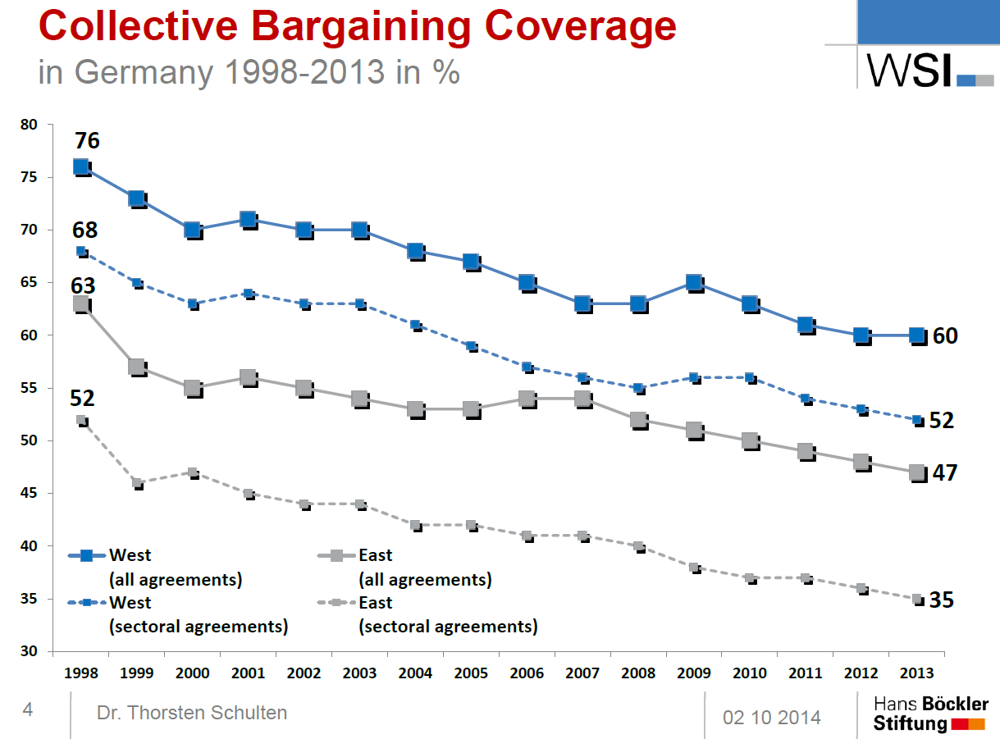 Collective Bargaining Coverage
in Germany 1998-2013 in %
WSI
80
75
70
65
60
55
50
45
40
35
30
76
68
63
52
60
52
47
35
West
(all agreements)
East
(all agreements)
West
(sectoral agreements)
East
(sectoral agreements)
1998 1999 2000 2001 2002 2003 2004 2005 2006 2007 2008 2009 2010 2011 2012 2013
4
Dr. Thorsten Schulten
02 10 2014
Hans Böckler
Stiftung